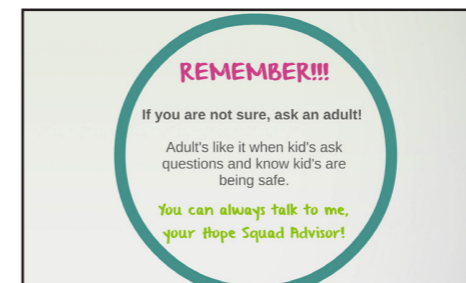 REMEMBER!!!
If you are not sure, ask an adult!
Adult's like it when kid's ask
questions and know kid's are
being safe.
You can always talk to me,
your Hope Squad Advisor!